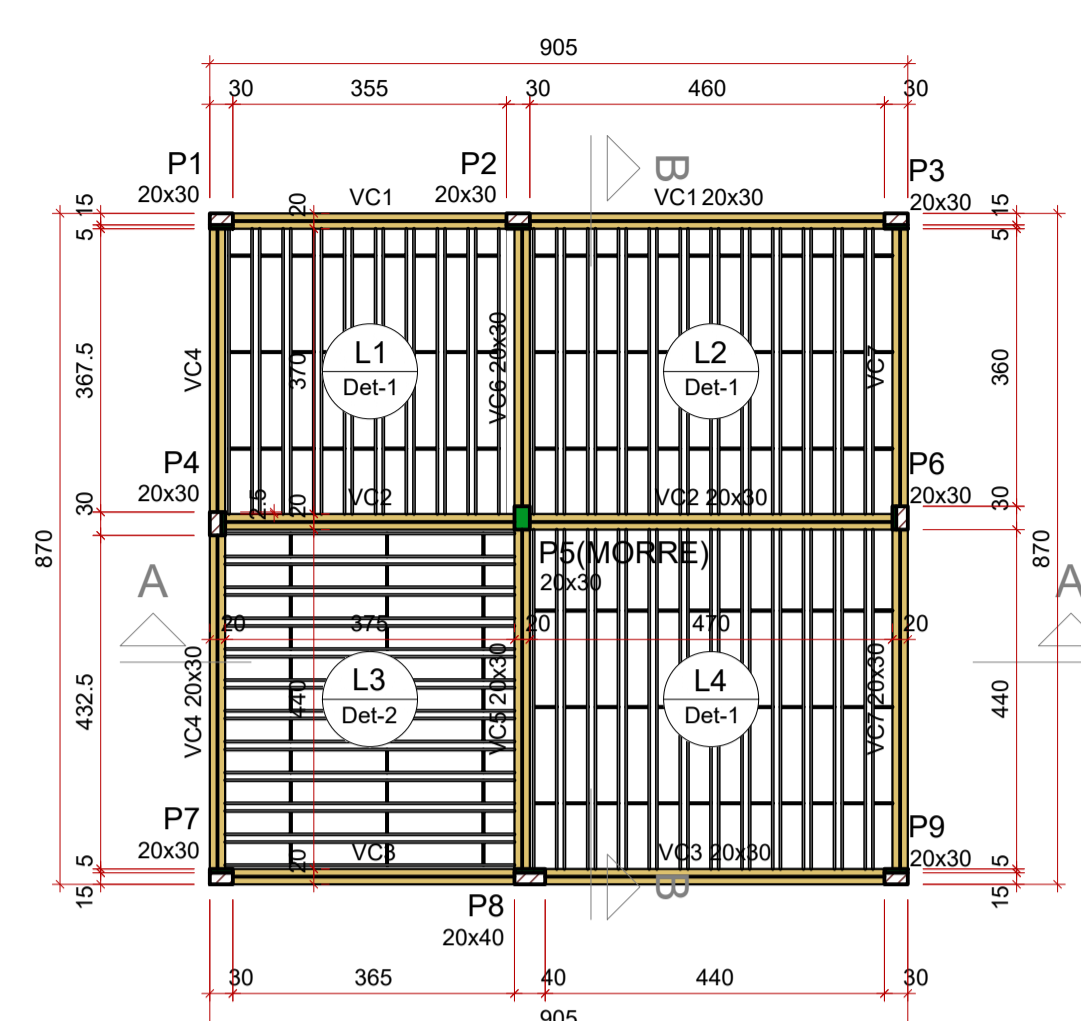 905
30 355 30 460 30
P1
20x30
P2
20x30
B
P3
20x30
VC1
VC1 20x30
15
5
20
15
5
367.5
VC4
L1
Det-1
370
VC6 20x30
L2
Det-1
VC7
360
P4
20x30
30
2.5
20
VC2
VC2 20x30
P6
20x30
30
870
870
P5(MORRE)
20x30
A
A
20 375 20 470 20
432.5
VC4 20x30
L3
Det-2
440
VC5 20x30
L4
Det-1
VC7 20x30
440
P7
20x30
5
15
20
VC3
VC3 20x30
B
P9
20x30
5
15
P8
20x40
30 365 40 440 30
905